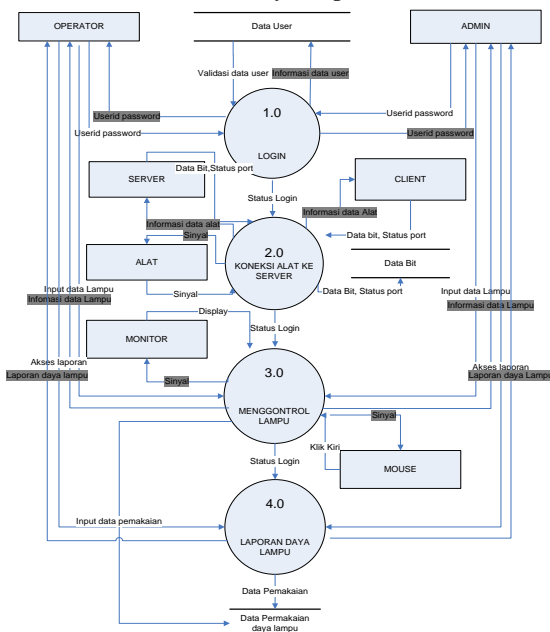 OPERATOR
Data User
ADMIN
Validasi data user
Informasi data user
1.0
LOGIN
Userid password
Userid password
Userid password
Userid password
Data Bit,Status port
SERVER
CLIENT
Status Login
Informasi data Alat
Informasi data alat
Sinyal
2.0
KONEKSI ALAT KE
SERVER
Data bit, Status port
ALAT
Data Bit
Sinyal
Data Bit, Status port
Input data Lampu
Infomasi data Lampu
Input data Lampu
Informasi data Lampu
Display
Status Login
MONITOR
Akses laporan
Laporan daya lampu
Akses laporan
Laporan daya Lampu
3.0
Sinyal
MENGGONTROL
LAMPU
Sinyal
Klik Kiri
Status Login
MOUSE
4.0
Input data pemakaian
LAPORAN DAYA
LAMPU
Data Pemakaian
Data Permakaian
daya lampu